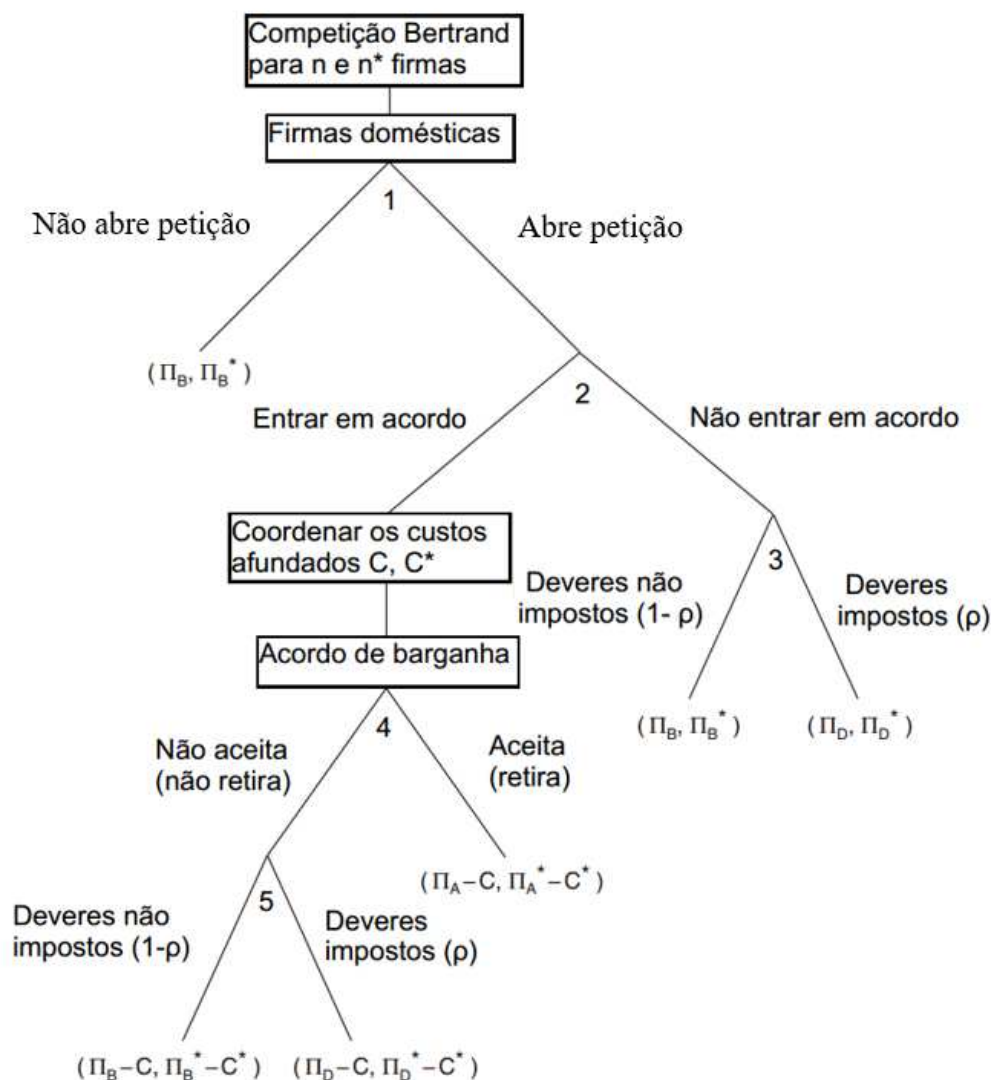 Competição Bertrand
para n e n* firmas
Firmas domésticas
1
Não abre petição
Abre petição
(Π_B, Π_B*)
2
Entrar em acordo
Não entrar em acordo
Coordenar os custos
afundados C, C*
3
Deveres não
impostos (1- ρ)
Deveres
impostos (ρ)
Acordo de barganha
(Π_B, Π_B*)
(Π_D, Π_D*)
4
Não aceita
(não retira)
Aceita
(retira)
(Π_A–C, Π_A*–C*)
5
Deveres não
impostos (1-ρ)
Deveres
impostos (ρ)
(Π_B–C, Π_B*–C*)
(Π_D–C, Π_D*–C*)